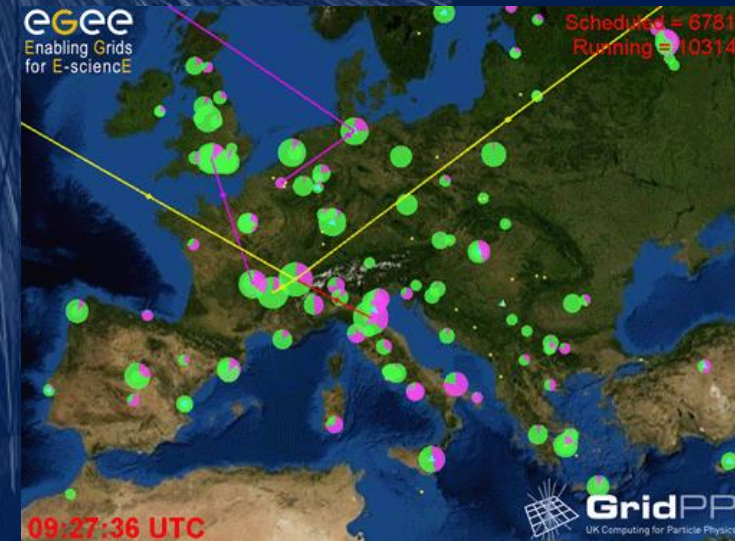 eGee
Enabling Grids
for E-sciencE
Scheduled = 6781
Running = 10314
09:27:36 UTC
GridPP
UK Computing for Particle Physics